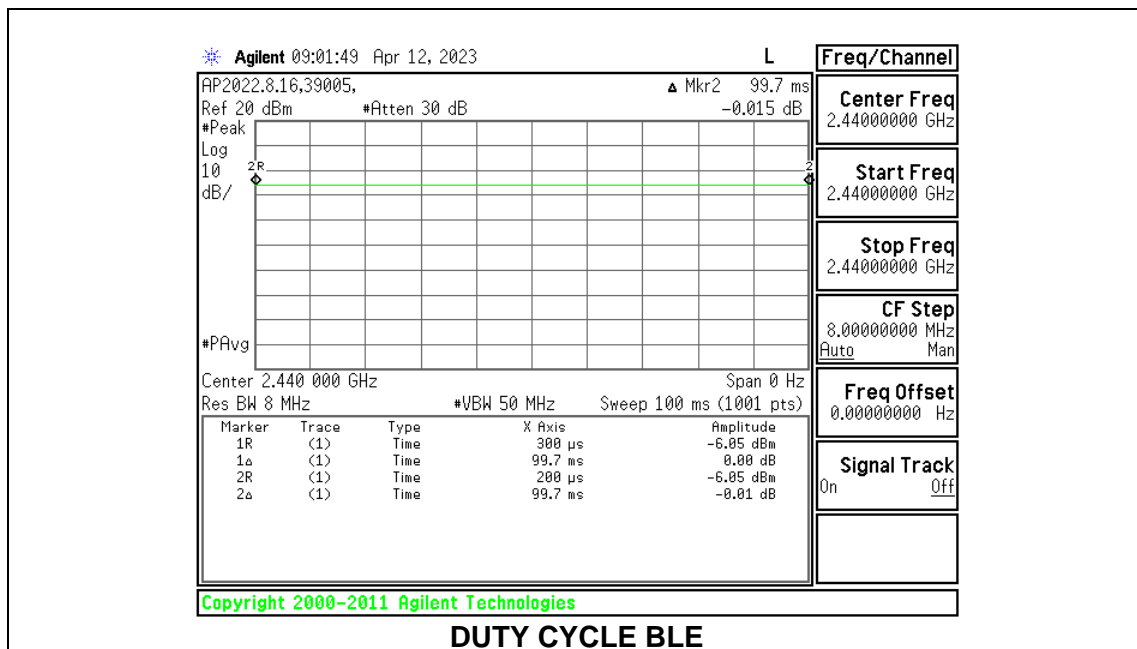 Agilent 09:01:49 Apr 12, 2023 L
AP2022.8.16,39005,
Δ Mkr2 99.7 ms
Ref 20 dBm #Atten 30 dB -0.015 dB
#Peak
Log
10
dB/
2R
2
#PAvg
Center 2.440 000 GHz Span 0 Hz
Res BW 8 MHz #VBW 50 MHz Sweep 100 ms (1001 pts)
Marker Trace Type X Axis Amplitude
1R (1) Time 300 µs -6.05 dBm
1Δ (1) Time 99.7 ms 0.00 dB
2R (1) Time 200 µs -6.05 dBm
2Δ (1) Time 99.7 ms -0.01 dB
Freq/Channel
Center Freq
2.44000000 GHz
Start Freq
2.44000000 GHz
Stop Freq
2.44000000 GHz
CF Step
8.00000000 MHz
Auto Man
Freq Offset
0.00000000 Hz
Signal Track
On Off
Copyright 2000-2011 Agilent Technologies
DUTY CYCLE BLE